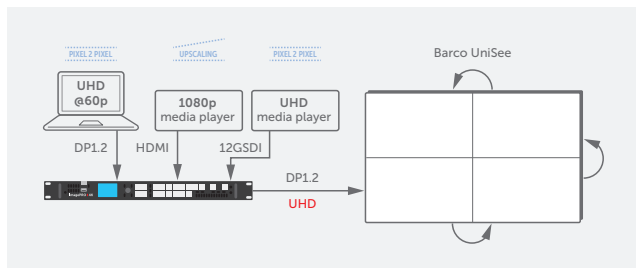 PIXEL 2 PIXEL
UPSCALING
PIXEL 2 PIXEL
Barco UniSee
UHD
@60p
1080p
media player
UHD
media player
DP1.2
HDMI
12GSDI
DP1.2
UHD